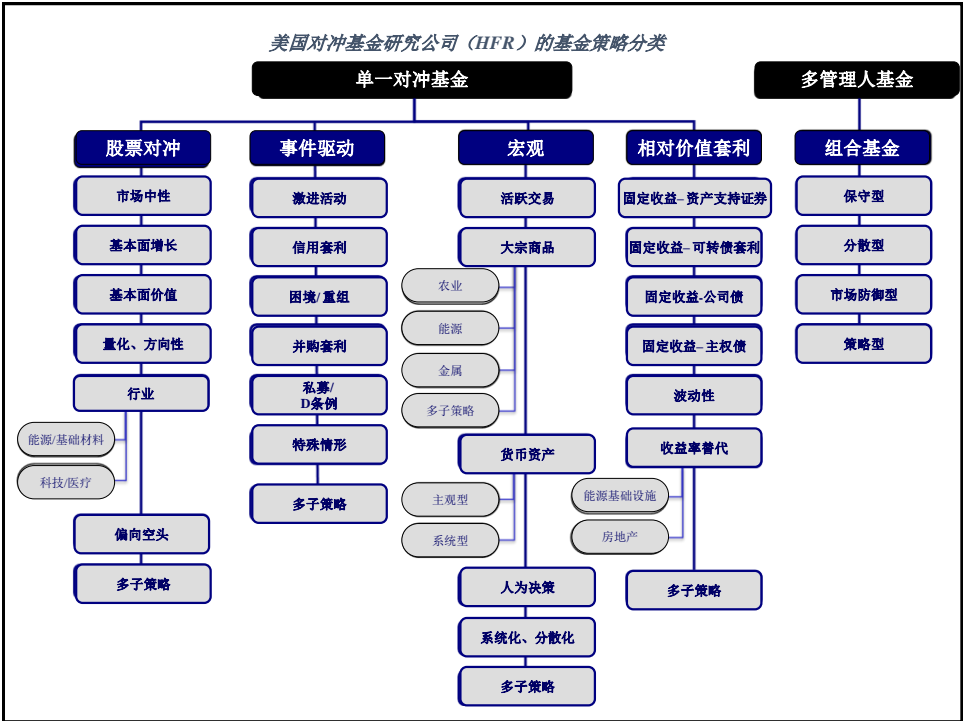 美国对冲基金研究公司（HFR）的基金策略分类
单一对冲基金
多管理人基金
股票对冲
市场中性
基本面增长
基本面价值
量化、方向性
行业
能源/基础材料
科技/医疗
偏向空头
多子策略
事件驱动
激进活动
信用套利
困境/重组
并购套利
私募/
D条例
特殊情形
多子策略
宏观
活跃交易
大宗商品
农业
能源
金属
多子策略
货币资产
主观型
系统型
人为决策
系统化、分散化
多子策略
相对价值套利
固定收益–资产支持证券
固定收益–可转债套利
固定收益-公司债
固定收益–主权债
波动性
收益率替代
能源基础设施
房地产
多子策略
组合基金
保守型
分散型
市场防御型
策略型